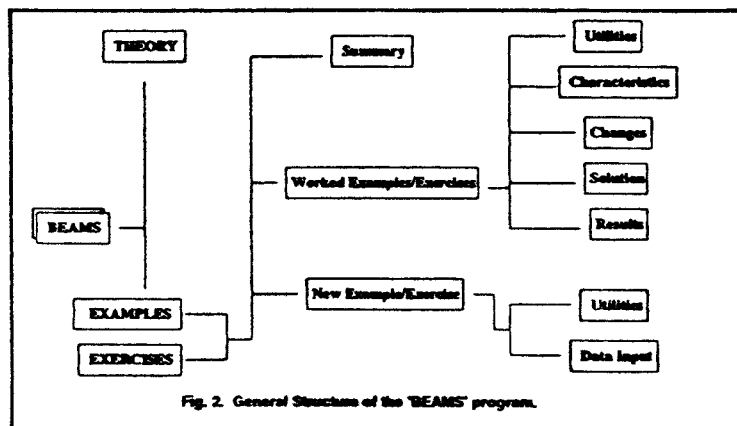 THEORY
BEAMS
EXAMPLES
EXERCISES
Summary
Worked Examples/Exercises
New Example/Exercise
Utilities
Characteristics
Changes
Solution
Results
Utilities
Data Input
Fig. 2. General Structure of the "BEAMS" program.